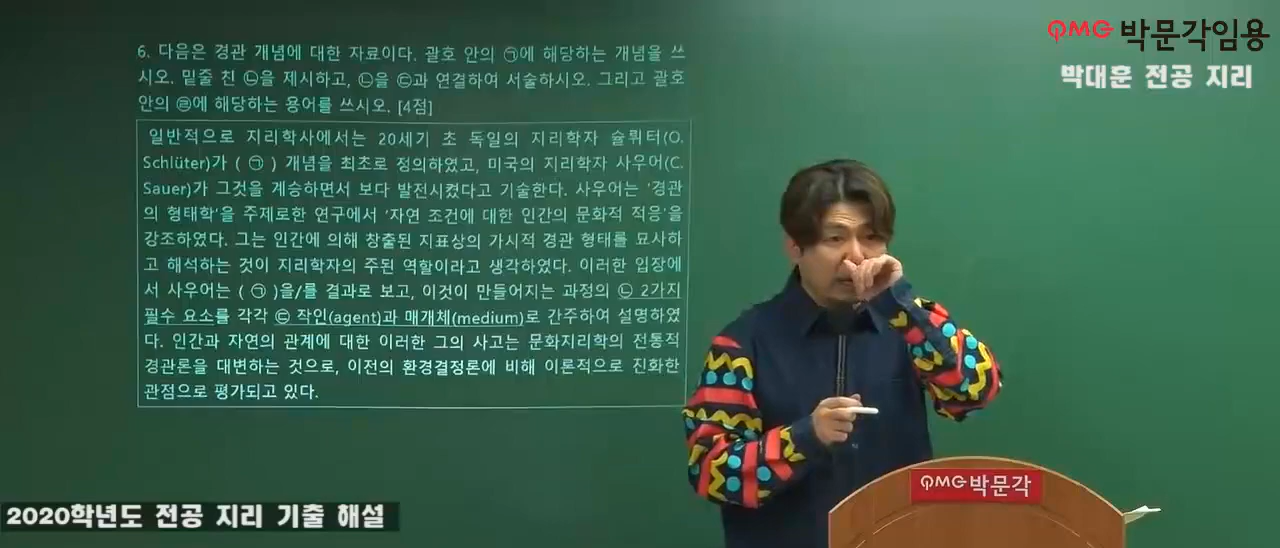 6. 다음은 경관 개념에 대한 자료이다. 괄호 안의 ㉠에 해당하는 개념을 쓰
시오. 밑줄 친 ㉡을 제시하고, ㉡을 ㉢과 연결하여 서술하시오. 그리고 괄호
안의 ㉣에 해당하는 용어를 쓰시오. [4점]
일반적으로 지리학사에서는 20세기 초 독일의 지리학자 슐뤼터(O.
Schlüter)가 ( ㉠ ) 개념을 최초로 정의하였고, 미국의 지리학자 사우어(C.
Sauer)가 그것을 계승하면서 보다 발전시켰다고 기술한다. 사우어는 '경관
의 형태학'을 주제로한 연구에서 '자연 조건에 대한 인간의 문화적 적응'을
강조하였다. 그는 인간에 의해 창출된 지표상의 가시적 경관 형태를 묘사하
고 해석하는 것이 지리학자의 주된 역할이라고 생각하였다. 이러한 입장에
서 사우어는 ( ㉠ )을/를 결과로 보고, 이것이 만들어지는 과정의 ㉡ 2가지
필수 요소를 각각 ㉢ 작인(agent)과 매개체(medium)로 간주하여 설명하였
다. 인간과 자연의 관계에 대한 이러한 그의 사고는 문화지리학의 전통적
경관론을 대변하는 것으로, 이전의 환경결정론에 비해 이론적으로 진화한
관점으로 평가되고 있다.
PMG 박문각임용
박대훈 전공 지리
PMG 박문각
2020학년도 전공 지리 기출 해설